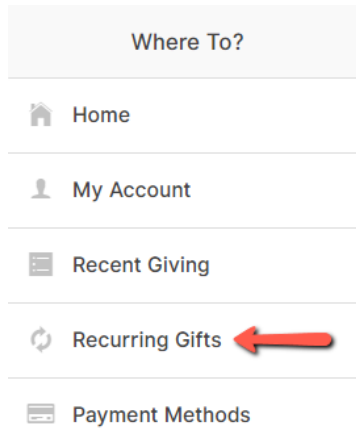 Where To?
Home
My Account
Recent Giving
Recurring Gifts
Payment Methods